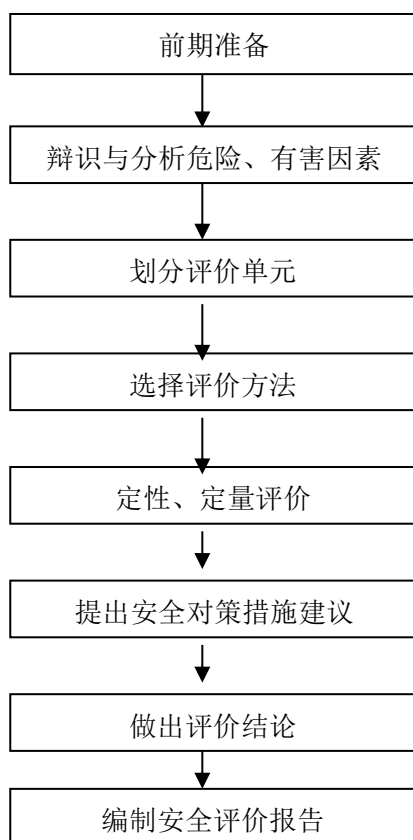 前期准备
辩识与分析危险、有害因素
划分评价单元
选择评价方法
定性、定量评价
提出安全对策措施建议
做出评价结论
编制安全评价报告